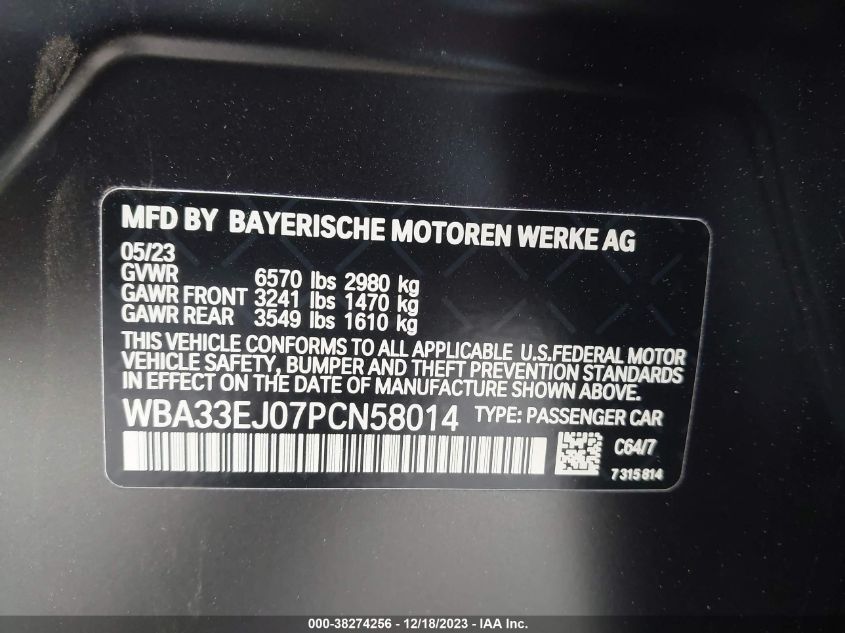 MFD BY BAYERISCHE MOTOREN WERKE AG
05/23
GVWR 6570 lbs 2980 kg
GAWR FRONT 3241 lbs 1470 kg
GAWR REAR 3549 lbs 1610 kg
THIS VEHICLE CONFORMS TO ALL APPLICABLE U.S.FEDERAL MOTOR
VEHICLE SAFETY, BUMPER AND THEFT PREVENTION STANDARDS
IN EFFECT ON THE DATE OF MANUFACTURE SHOWN ABOVE.
WBA33EJ07PCN58014 TYPE: PASSENGER CAR
C64/7
7315814
000-38274256 - 12/18/2023 - IAA Inc.